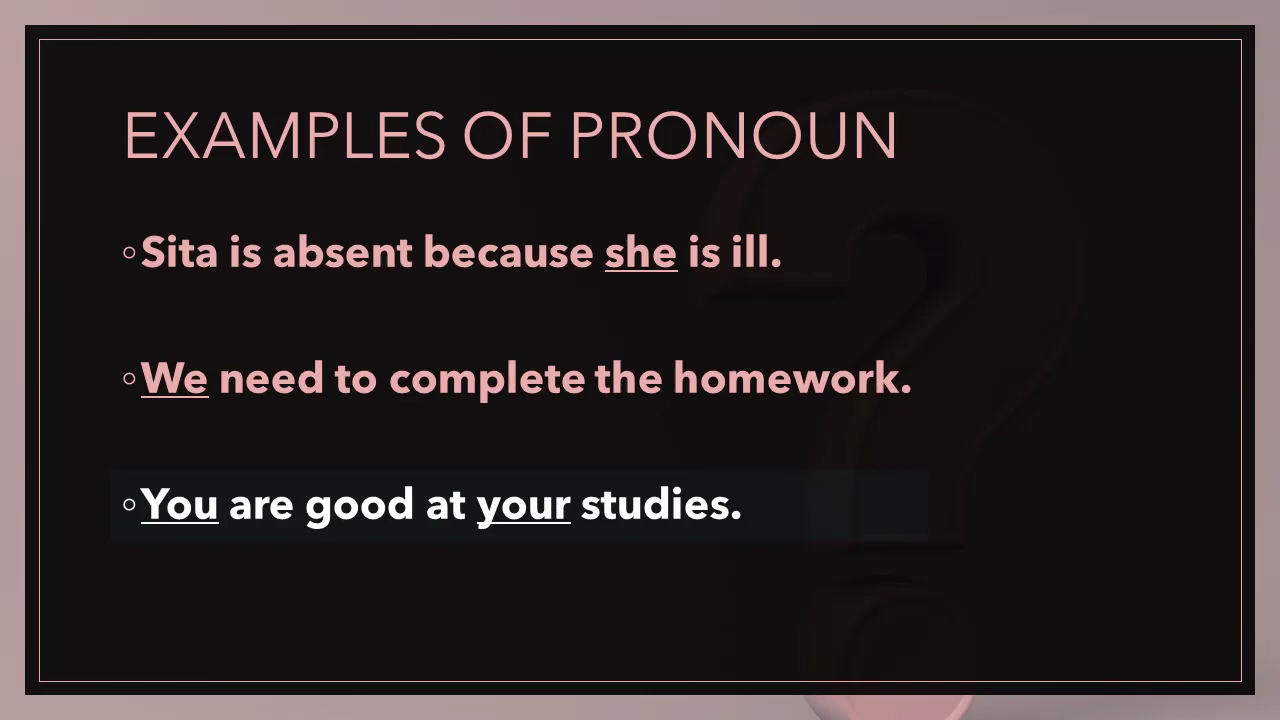 EXAMPLES OF PRONOUN
◦Sita is absent because she is ill.
◦We need to complete the homework.
◦You are good at your studies.